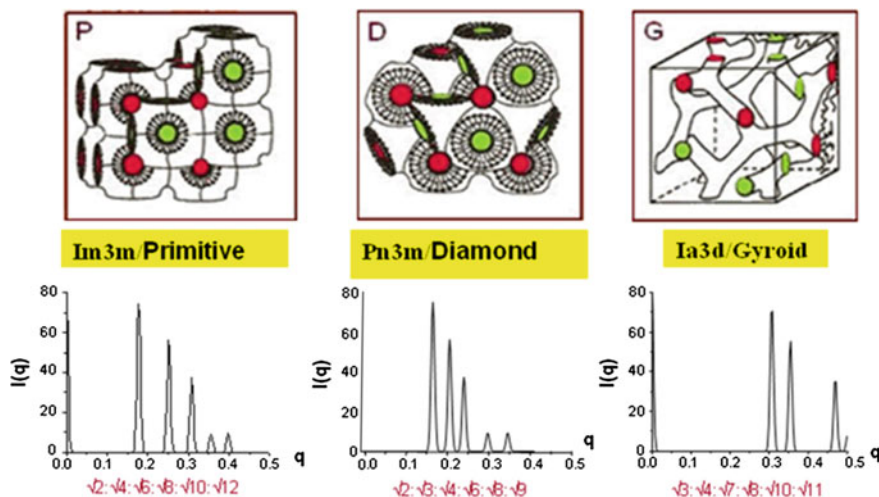 P
D
G
Im3m/Primitive
Pn3m/Diamond
Ia3d/Gyroid
80
60
40
20
0
I(q)
0.0 0.1 0.2 0.3 0.4 0.5 q
√2: √4: √6: √8: √10: √12
80
60
40
20
0
I(q)
0.0 0.1 0.2 0.3 0.4 0.5 q
√2: √3: √4: √6: √8: √9
80
60
40
20
0
I(q)
0.0 0.1 0.2 0.3 0.4 0.5 q
√3: √4: √7: √8: √10: √11